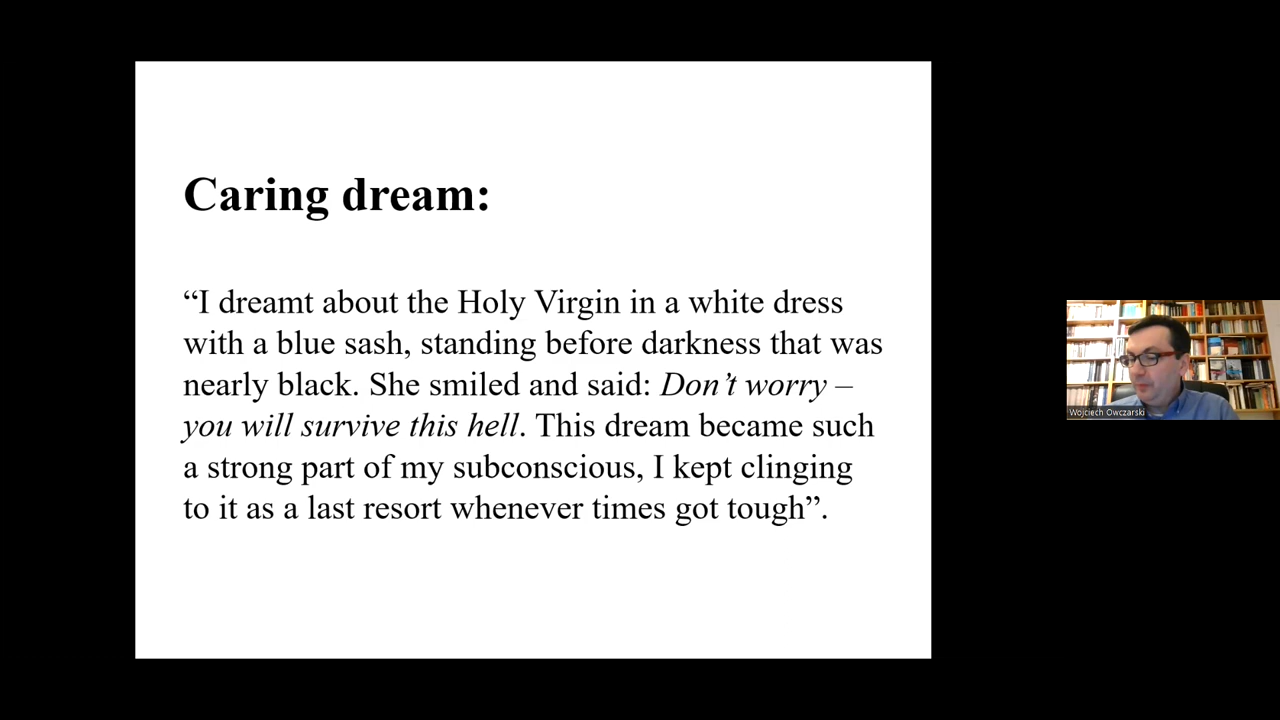 Caring dream:
“I dreamt about the Holy Virgin in a white dress
with a blue sash, standing before darkness that was
nearly black. She smiled and said: Don’t worry –
you will survive this hell. This dream became such
a strong part of my subconscious, I kept clinging
to it as a last resort whenever times got tough”.
Wojciech Owczarski